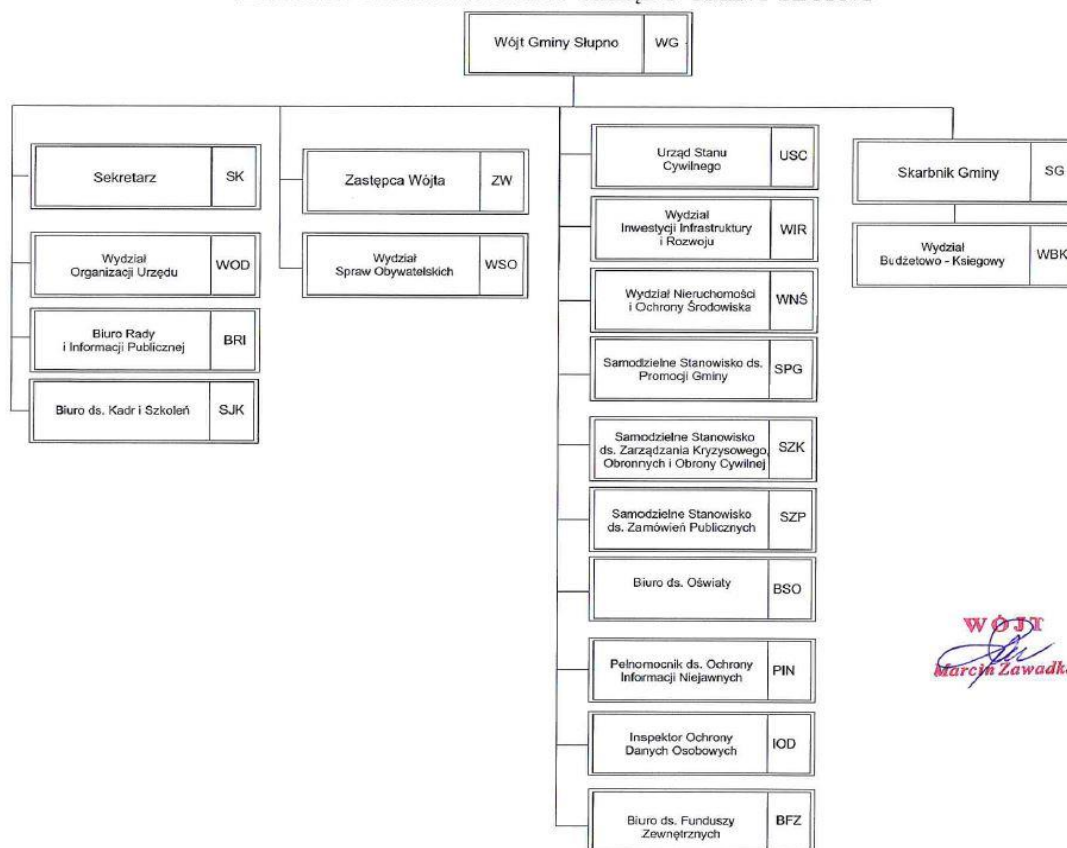 Wójt Gminy Słupno
WG
Sekretarz
SK
Wydział
Organizacji Urzędu
WOD
Biuro Rady
i Informacji Publicznej
BRI
Biuro ds. Kadr i Szkoleń
SJK
Zastępca Wójta
ZW
Wydział
Spraw Obywatelskich
WSO
Urząd Stanu
Cywilnego
USC
Wydział
Inwestycji Infrastruktury
i Rozwoju
WIR
Wydział Nieruchomości
i Ochrony Środowiska
WNŚ
Samodzielne Stanowisko ds.
Promocji Gminy
SPG
Samodzielne Stanowisko
ds. Zarządzania Kryzysowego,
Obronnych i Obrony Cywilnej
SZK
Samodzielne Stanowisko
ds. Zamówień Publicznych
SZP
Biuro ds. Oświaty
BSO
Pełnomocnik ds. Ochrony
Informacji Niejawnych
PIN
Inspektor Ochrony
Danych Osobowych
IOD
Biuro ds. Funduszy
Zewnętrznych
BFZ
Skarbnik Gminy
SG
Wydział
Budżetowo - Ksiegowy
WBK
WÓJT
Marcin Zawadka